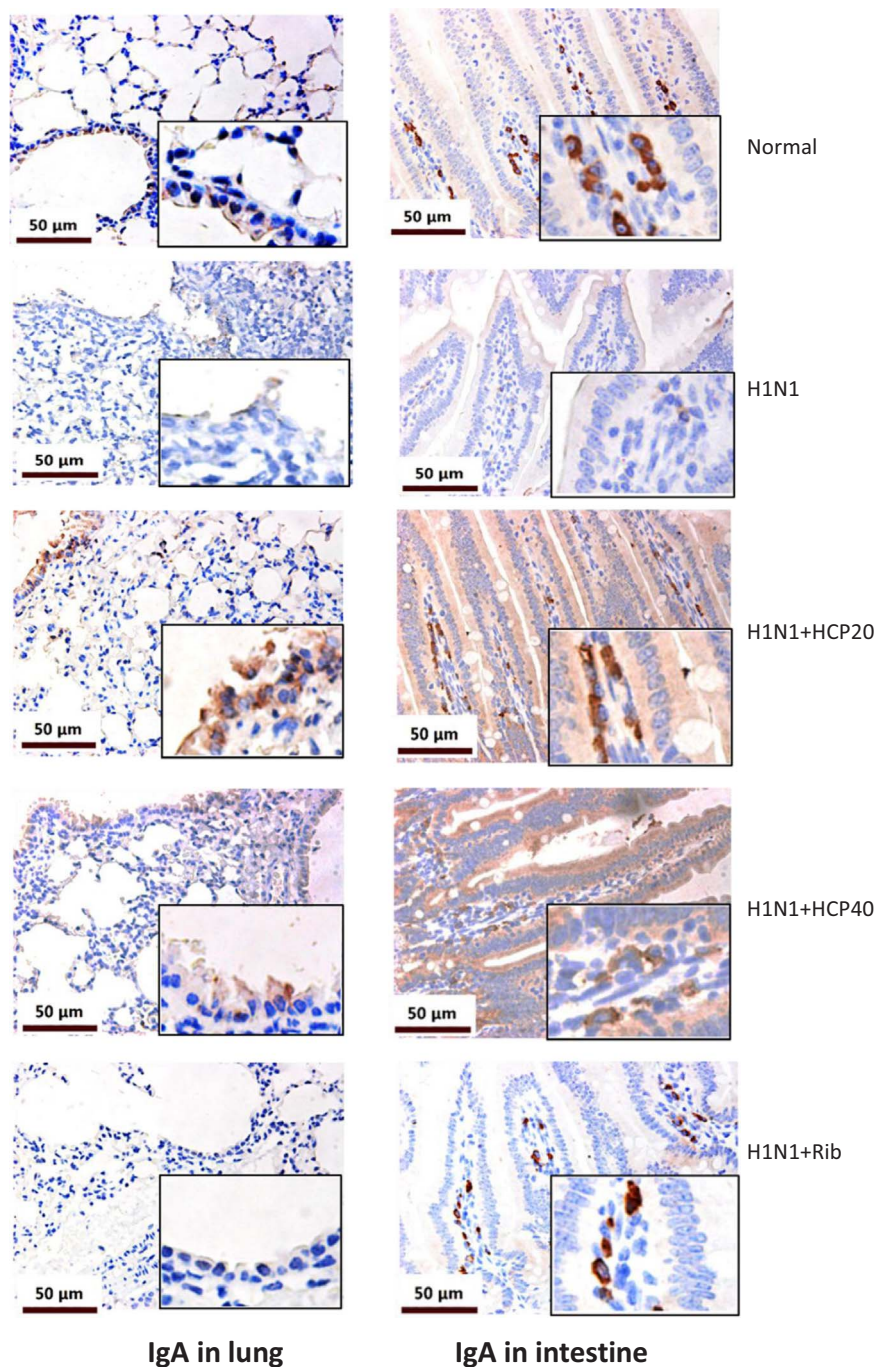 50 µm
50 µm
Normal
50 µm
50 µm
H1N1
50 µm
50 µm
H1N1+HCP20
50 µm
50 µm
H1N1+HCP40
50 µm
50 µm
H1N1+Rib
IgA in lung
IgA in intestine